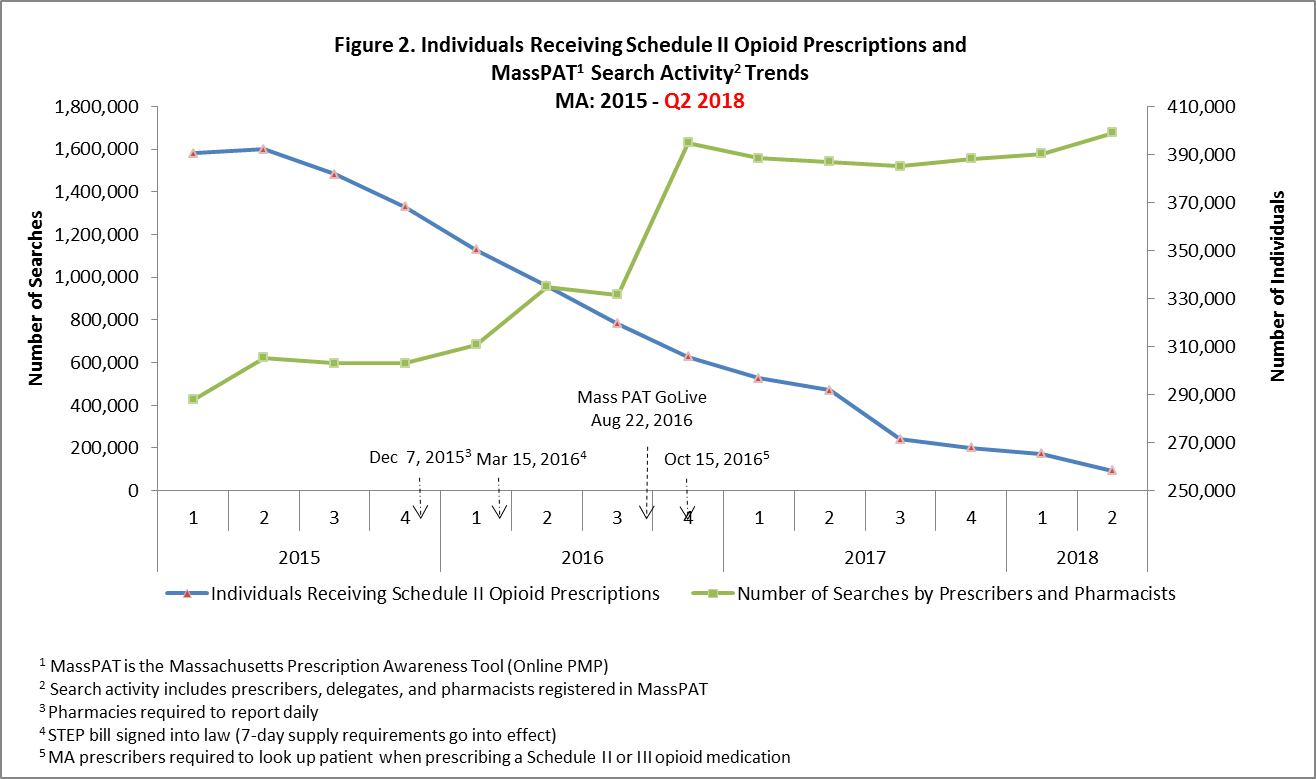 Figure 2. Individuals Receiving Schedule II Opioid Prescriptions and
MassPAT¹ Search Activity² Trends
MA: 2015 - Q2 2018
Number of Searches
1,800,000
1,600,000
1,400,000
1,200,000
1,000,000
800,000
600,000
400,000
200,000
0
410,000
390,000
370,000
350,000
330,000
310,000
290,000
270,000
250,000
Number of Individuals
Mass PAT GoLive
Aug 22, 2016
Dec 7, 2015³
Mar 15, 2016⁴
Oct 15, 2016⁵
1 2 3 4 1 2 3 4 1 2 3 4 1 2
2015 2016 2017 2018
Individuals Receiving Schedule II Opioid Prescriptions
Number of Searches by Prescribers and Pharmacists
¹ MassPAT is the Massachusetts Prescription Awareness Tool (Online PMP)
² Search activity includes prescribers, delegates, and pharmacists registered in MassPAT
³ Pharmacies required to report daily
⁴ STEP bill signed into law (7-day supply requirements go into effect)
⁵ MA prescribers required to look up patient when prescribing a Schedule II or III opioid medication